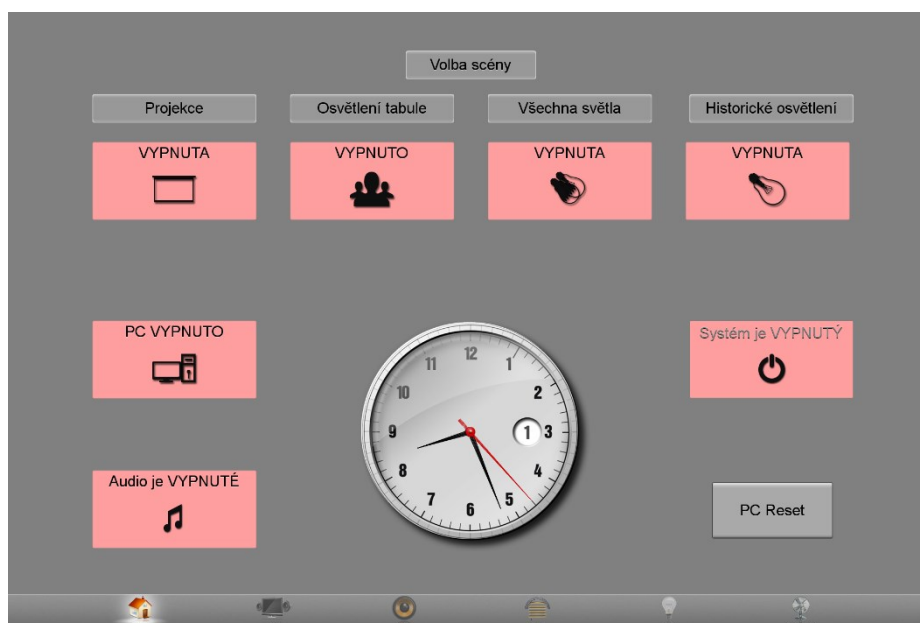 Volba scény
Projekce
Osvětlení tabule
Všechna světla
Historické osvětlení
VYPNUTA
VYPNUTO
VYPNUTA
VYPNUTA
PC VYPNUTO
Systém je VYPNUTÝ
Audio je VYPNUTÉ
PC Reset
12
1
2
1
3
4
5
6
7
8
9
10
11